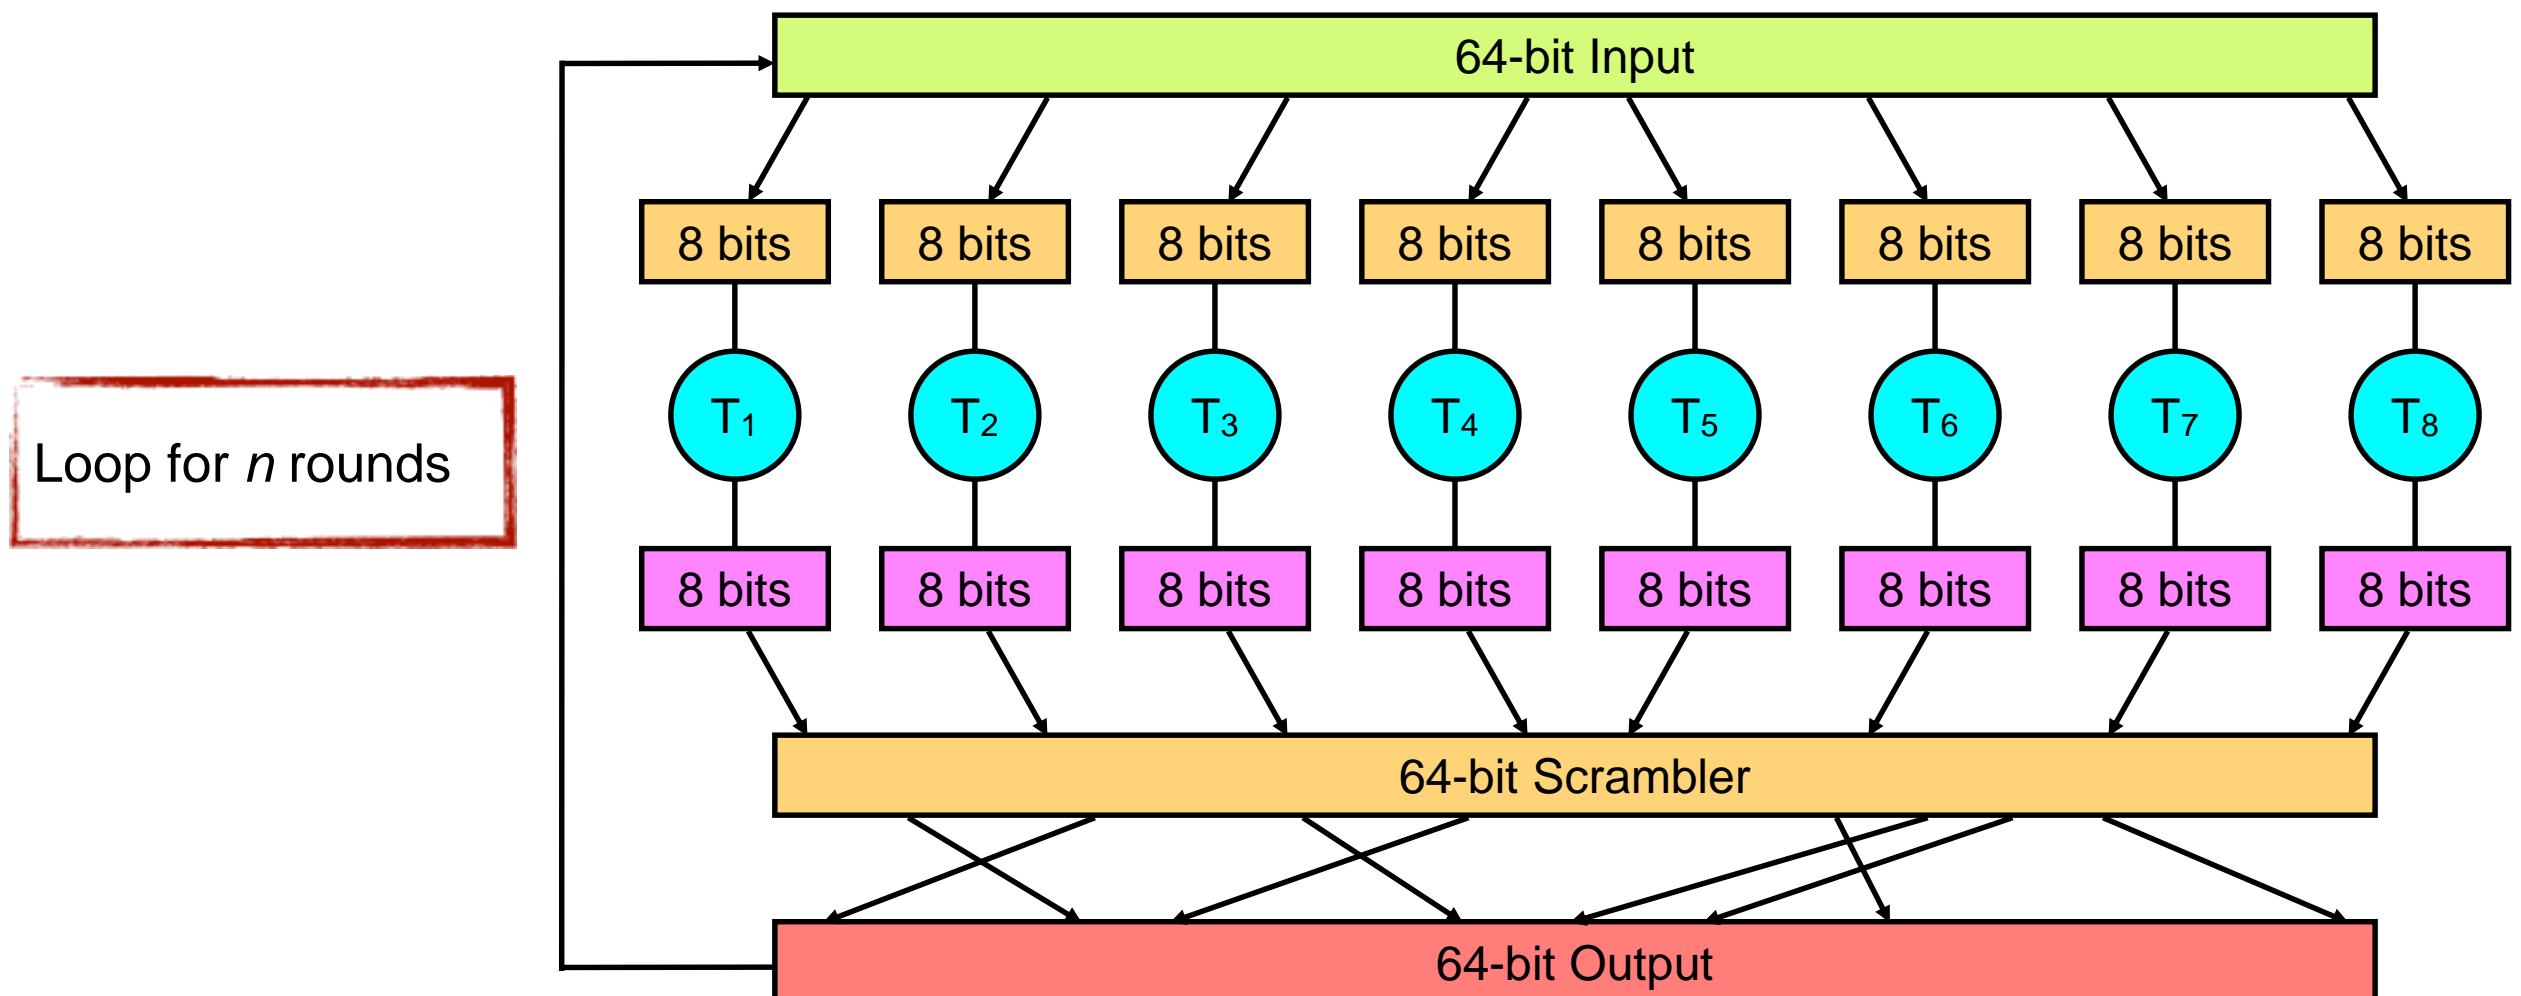 64-bit Input
8 bits 8 bits 8 bits 8 bits 8 bits 8 bits 8 bits 8 bits
T₁ T₂ T₃ T₄ T₅ T₆ T₇ T₈
Loop for n rounds
8 bits 8 bits 8 bits 8 bits 8 bits 8 bits 8 bits 8 bits
64-bit Scrambler
64-bit Output